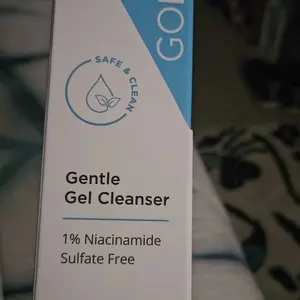 SAFE & CLEAN
Gentle
Gel Cleanser
1% Niacinamide
Sulfate Free